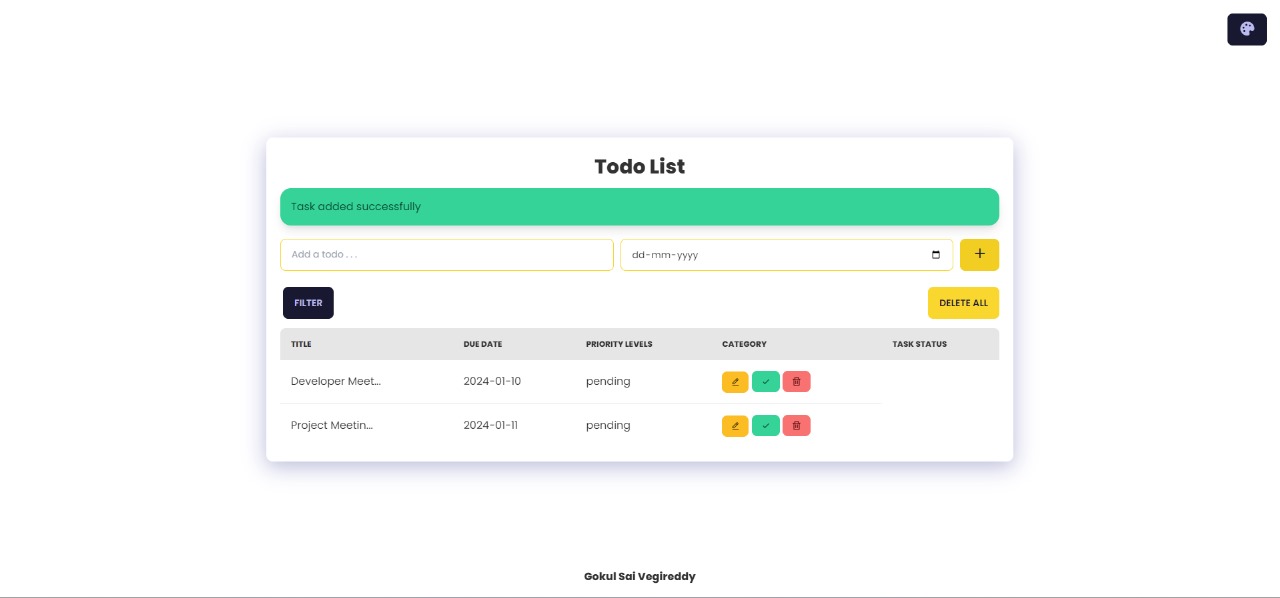 Todo List
Task added successfully
Add a todo . . .
dd-mm-yyyy
+
FILTER
DELETE ALL
TITLE DUE DATE PRIORITY LEVELS CATEGORY TASK STATUS
Developer Meet... 2024-01-10 pending
Project Meetin... 2024-01-11 pending
Gokul Sai Vegireddy